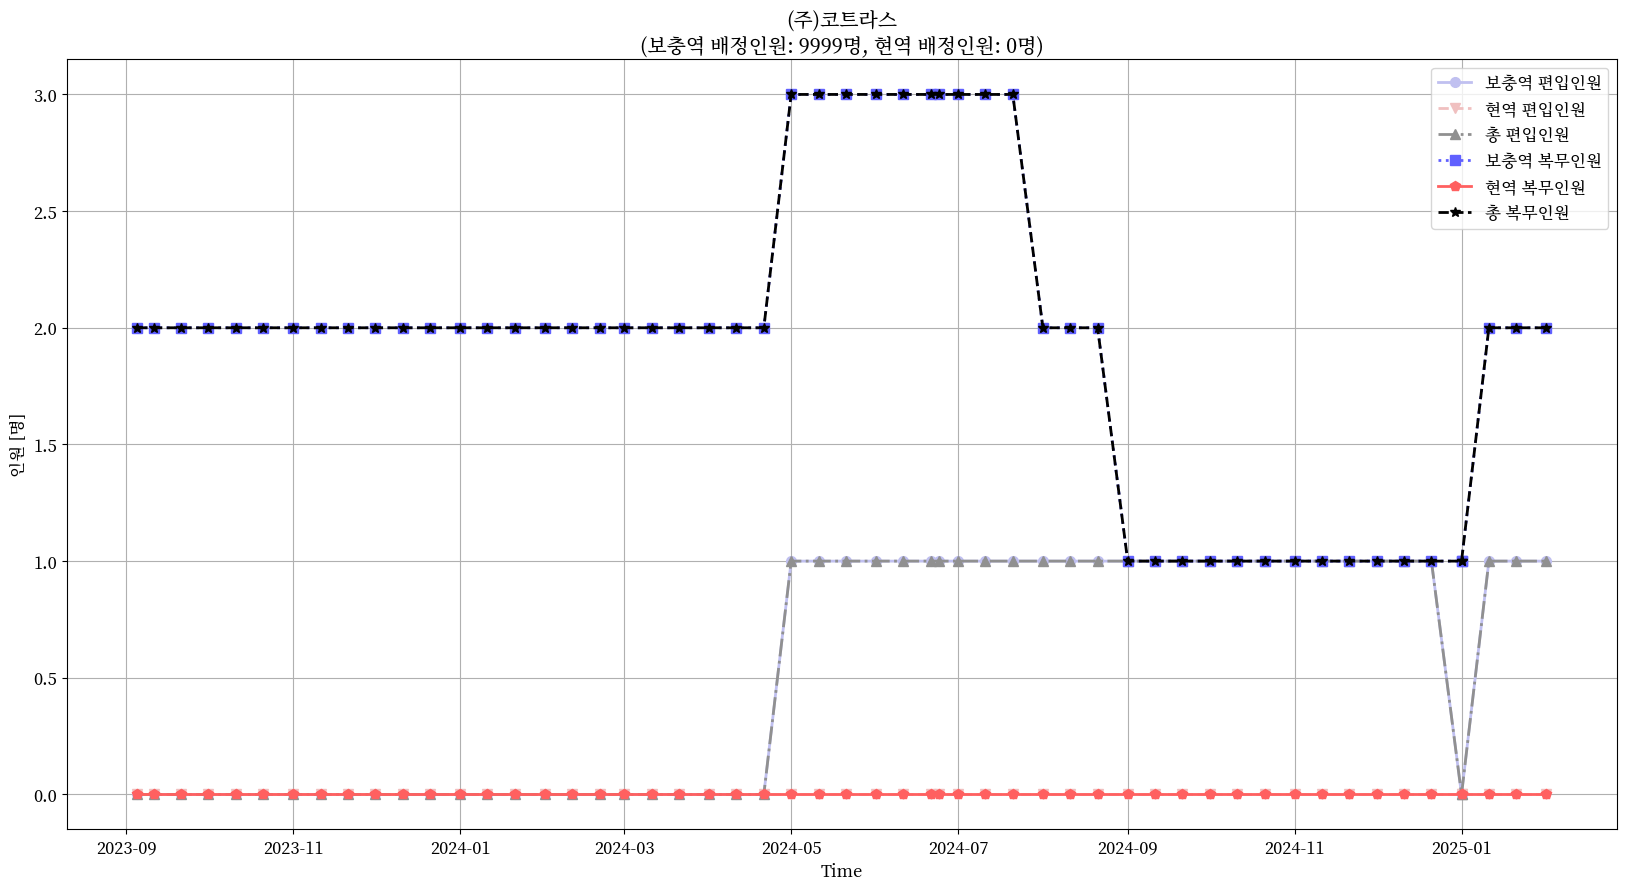 (주)코트라스
(보충역 배정인원: 9999명, 현역 배정인원: 0명)
보충역 편입인원
현역 편입인원
총 편입인원
보충역 복무인원
현역 복무인원
총 복무인원
인원 [명]
3.0
2.5
2.0
1.5
1.0
0.5
0.0
2023-09 2023-11 2024-01 2024-03 2024-05 2024-07 2024-09 2024-11 2025-01
Time